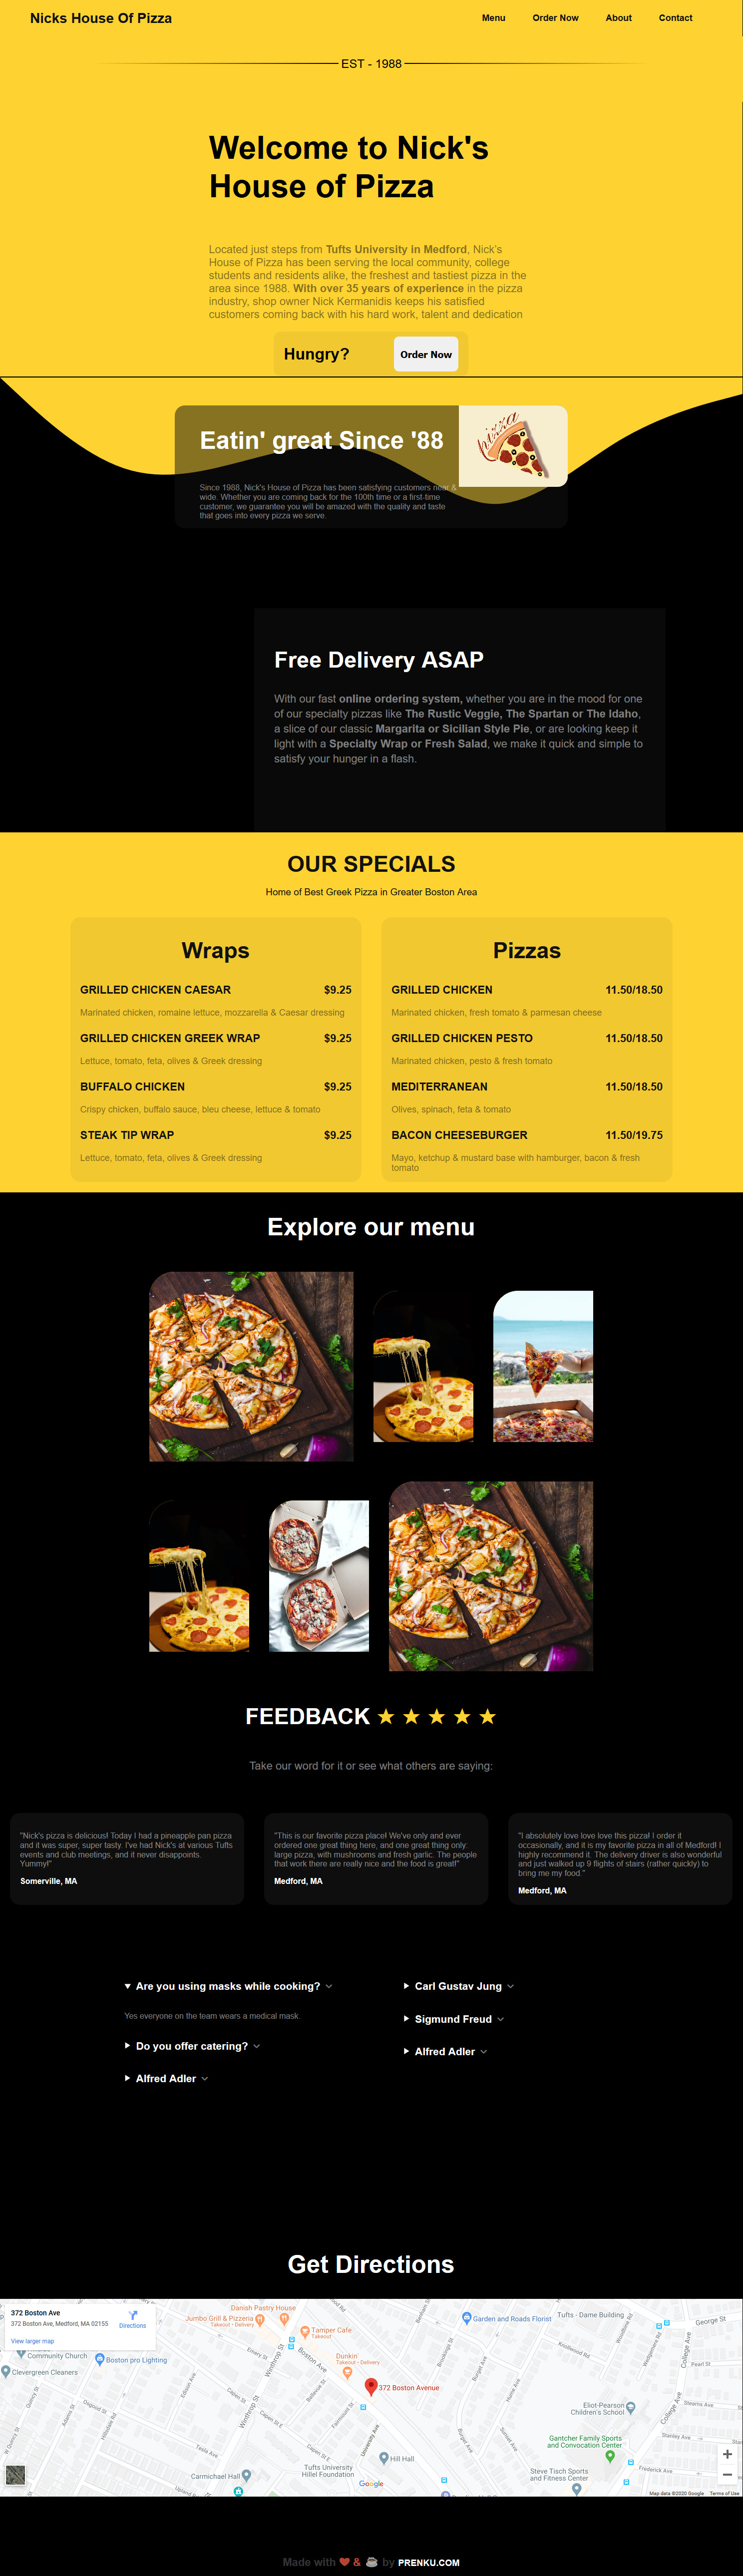 Nicks House Of Pizza
Menu Order Now About Contact
EST - 1988
Welcome to Nick's
House of Pizza
Located just steps from Tufts University in Medford, Nick's
House of Pizza has been serving the local community, college
students and residents alike, the freshest and tastiest pizza in the
area since 1988. With over 35 years of experience in the pizza
industry, shop owner Nick Kermanidis keeps his satisfied
customers coming back with his hard work, talent and dedication
Hungry?
Order Now
Eatin' great Since '88
pizza
Since 1988, Nick's House of Pizza has been satisfying customers near &
wide. Whether you are coming back for the 100th time or a first-time
customer, we guarantee you will be amazed with the quality and taste
that goes into every pizza we serve.
Free Delivery ASAP
With our fast online ordering system, whether you are in the mood for one
of our specialty pizzas like The Rustic Veggie, The Spartan or The Idaho,
a slice of our classic Margarita or Sicilian Style Pie, or are looking keep it
light with a Specialty Wrap or Fresh Salad, we make it quick and simple to
satisfy your hunger in a flash.
OUR SPECIALS
Home of Best Greek Pizza in Greater Boston Area
Wraps
GRILLED CHICKEN CAESAR $9.25
Marinated chicken, romaine lettuce, mozzarella & Caesar dressing
GRILLED CHICKEN GREEK WRAP $9.25
Lettuce, tomato, feta, olives & Greek dressing
BUFFALO CHICKEN $9.25
Crispy chicken, buffalo sauce, bleu cheese, lettuce & tomato
STEAK TIP WRAP $9.25
Lettuce, tomato, feta, olives & Greek dressing
Pizzas
GRILLED CHICKEN 11.50/18.50
Marinated chicken, fresh tomato & parmesan cheese
GRILLED CHICKEN PESTO 11.50/18.50
Marinated chicken, pesto & fresh tomato
MEDITERRANEAN 11.50/18.50
Olives, spinach, feta & tomato
BACON CHEESEBURGER 11.50/19.75
Mayo, ketchup & mustard base with hamburger, bacon & fresh
tomato
Explore our menu
FEEDBACK ★ ★ ★ ★ ★
Take our word for it or see what others are saying:
"Nick's pizza is delicious! Today I had a pineapple pan pizza
and it was super, super tasty. I've had Nick's at various Tufts
events and club meetings, and it never disappoints.
Yummy!"
Somerville, MA
"This is our favorite pizza place! We've only and ever
ordered one great thing here, and one great thing only:
large pizza, with mushrooms and fresh garlic. The people
that work there are really nice and the food is great!"
Medford, MA
"I absolutely love love love this pizza! I order it
occasionally, and it is my favorite pizza in all of Medford! I
highly recommend it. The delivery driver is also wonderful
and just walked up 9 flights of stairs (rather quickly) to
bring me my food."
Medford, MA
Are you using masks while cooking?
Yes everyone on the team wears a medical mask
Do you offer catering?
Alfred Adler
Carl Gustav Jung
Sigmund Freud
Alfred Adler
Get Directions
372 Boston Ave
372 Boston Ave, Medford, MA 02155
Directions
View larger map
Community Church
Clevergreen Cleaners
Boston pro Lighting
Danish Pastry House
Jumbo Grill & Pizzeria
Takeout • Delivery
Tamper Cafe
Takeout
Dunkin'
Takeout • Delivery
372 Boston Avenue
Garden and Roads Florist
Tufts - Dame Building
George St
College Ave
Pearl St
Stearns Ave
Stanley Ave
Frederick Ave
Eliot-Pearson
Children's School
Gantcher Family Sports
and Convocation Center
Steve Tisch Sports
and Fitness Center
Hill Hall
Tufts University
Hillel Foundation
Carmichael Hall
Winthrop St
Boston Ave
University Ave
Google
Map data ©2020 Google Terms of Use
Made with ❤️ & ☕ by PRENKU.COM